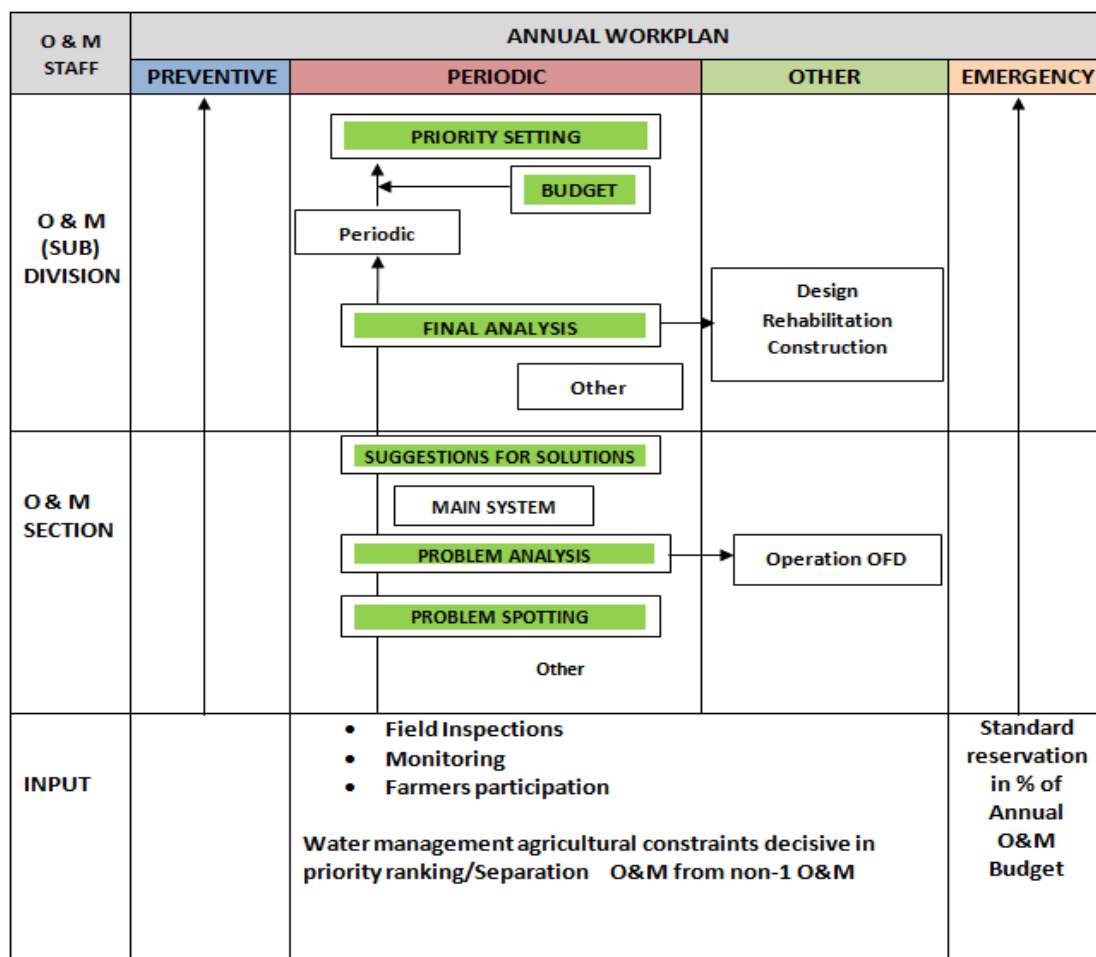 O & M
STAFF
ANNUAL WORKPLAN
PREVENTIVE
PERIODIC
OTHER
EMERGENCY
O & M
(SUB)
DIVISION
PRIORITY SETTING
BUDGET
Periodic
FINAL ANALYSIS
Other
Design
Rehabilitation
Construction
O & M
SECTION
SUGGESTIONS FOR SOLUTIONS
MAIN SYSTEM
PROBLEM ANALYSIS
Operation OFD
PROBLEM SPOTTING
Other
INPUT
• Field Inspections
• Monitoring
• Farmers participation
Water management agricultural constraints decisive in
priority ranking/Separation O&M from non-1 O&M
Standard
reservation
in % of
Annual
O&M
Budget